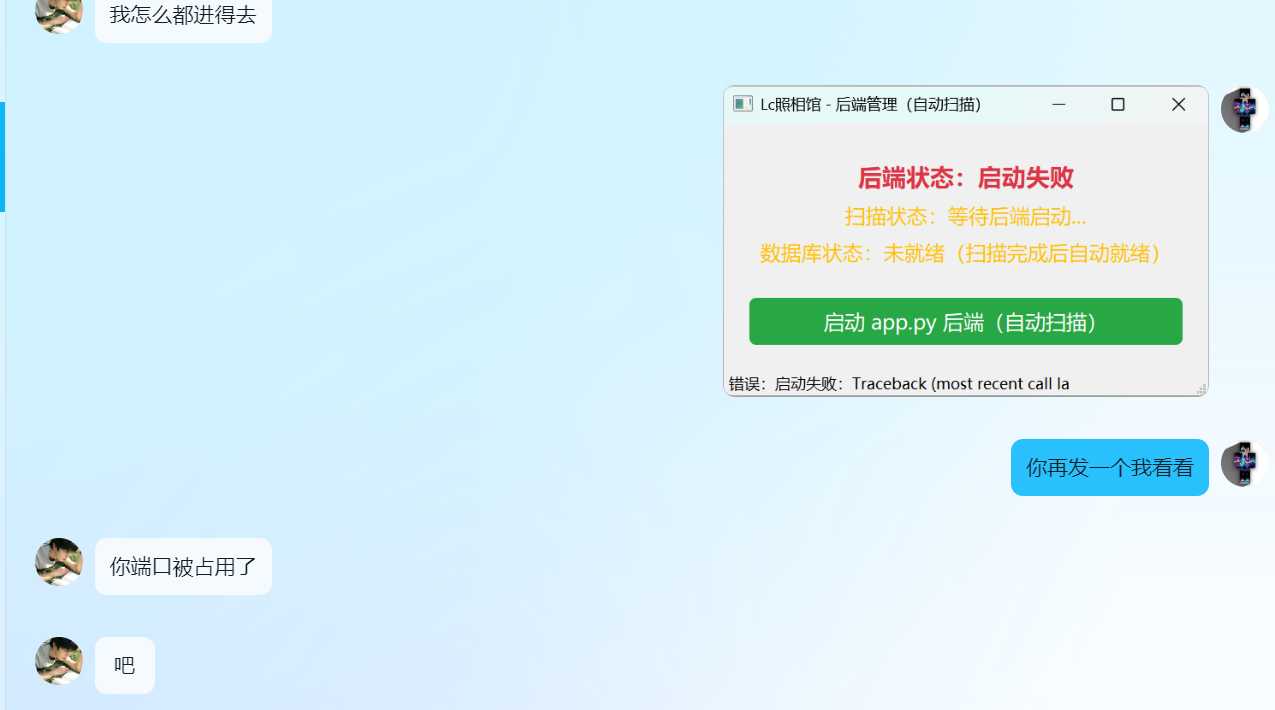 我怎么都进得去
Lc照相馆 - 后端管理（自动扫描）
后端状态：启动失败
扫描状态：等待后端启动...
数据库状态：未就绪（扫描完成后自动就绪）
启动 app.py 后端（自动扫描）
错误：启动失败：Traceback (most recent call la
你再发一个我看看
你端口被占用了
吧